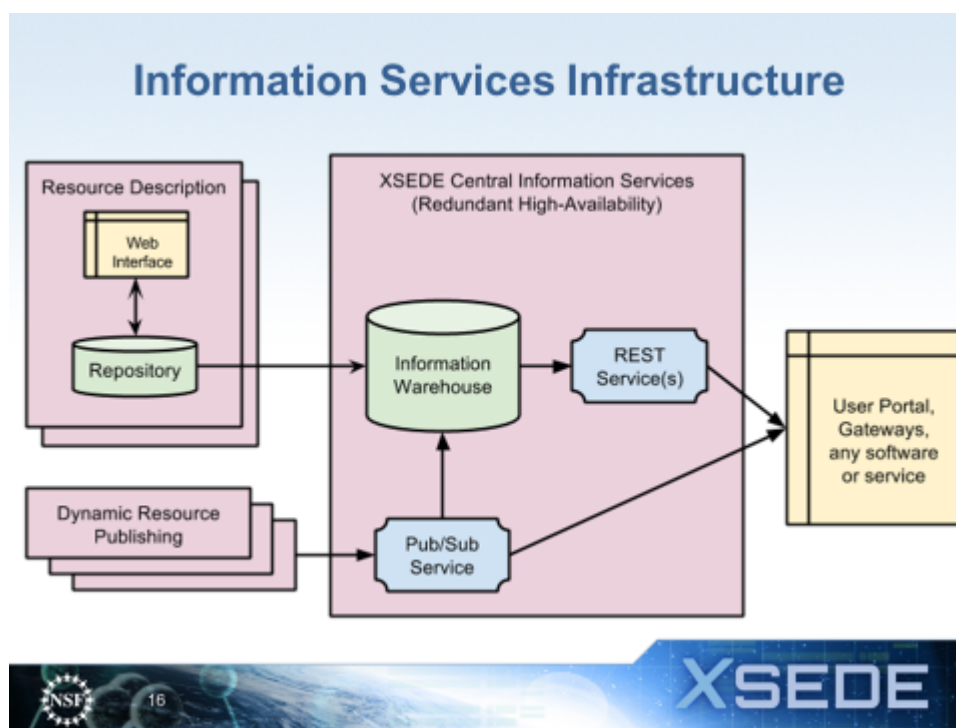 Information Services Infrastructure
Resource Description
Web
Interface
Repository
XSEDE Central Information Services
(Redundant High-Availability)
Information
Warehouse
REST
Service(s)
User Portal,
Gateways,
any software
or service
Dynamic Resource
Publishing
Pub/Sub
Service
NSF
16
XSEDE